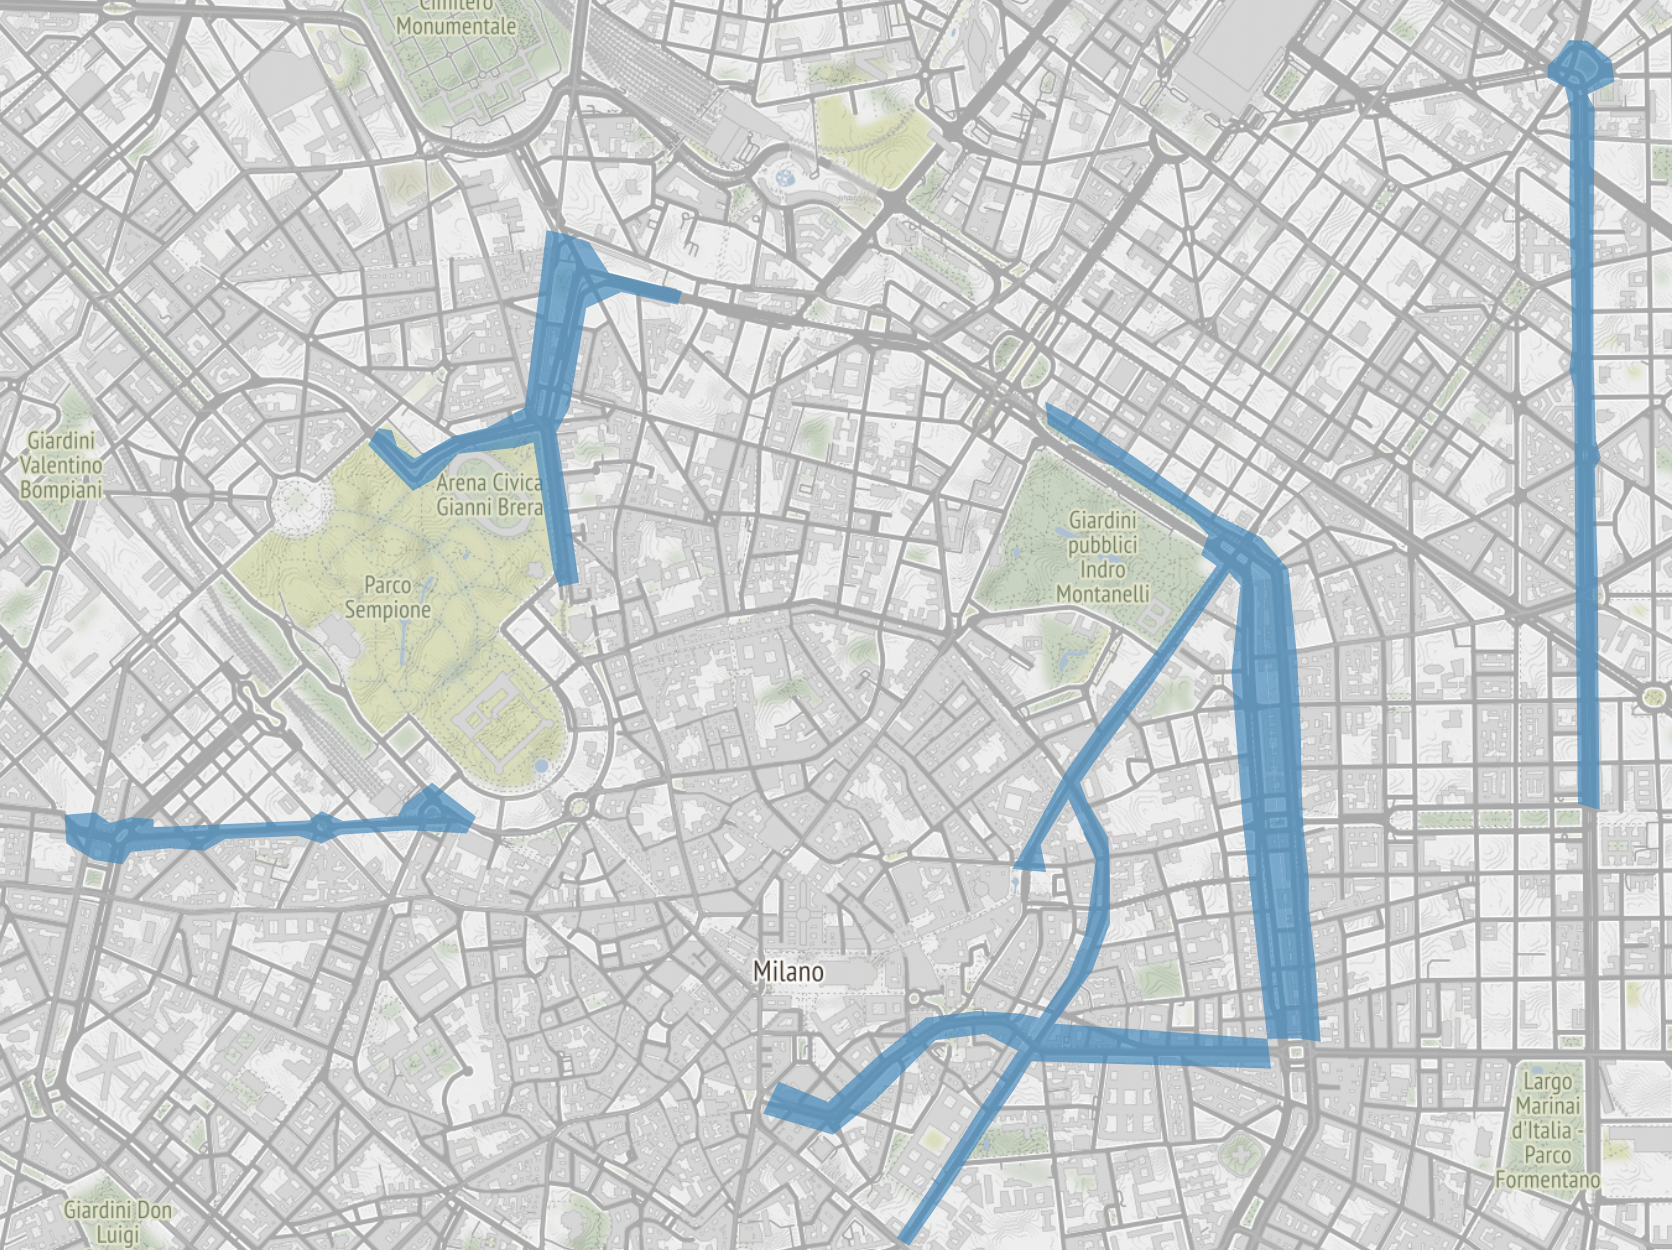 Cimitero
Monumentale
Giardini
Valentino
Bompiani
Arena Civica
Gianni Brera
Parco
Sempione
Giardini
pubblici
Indro
Montanelli
Milano
Largo
Marinai
d'Italia -
Parco
Formentano
Giardini Don
Luigi